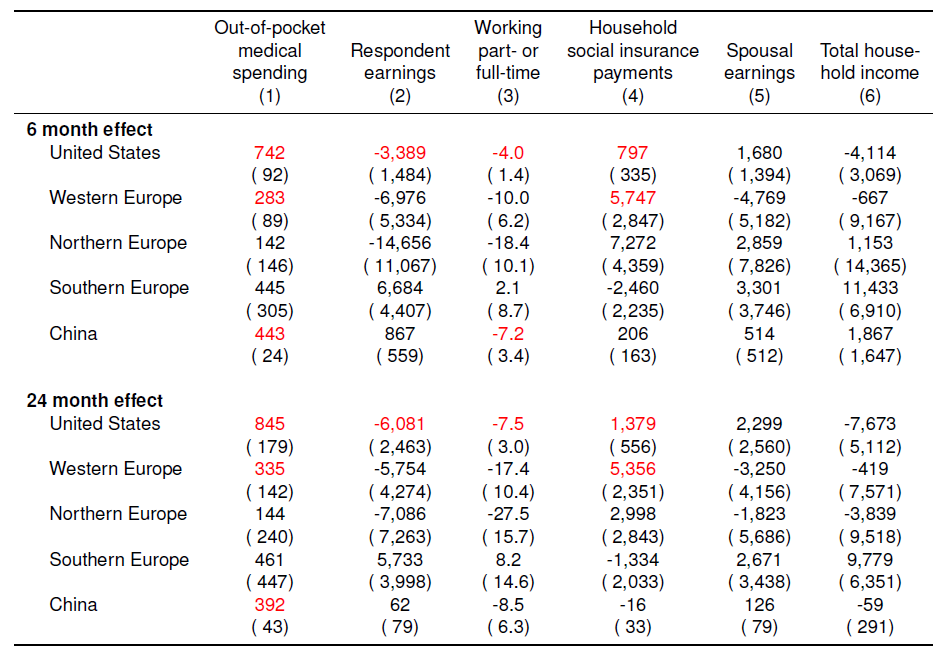 Out-of-pocket Working Household
medical Respondent part- or social insurance Spousal Total house-
spending earnings full-time payments earnings hold income
(1) (2) (3) (4) (5) (6)
6 month effect
United States 742 -3,389 -4.0 797 1,680 -4,114
( 92) ( 1,484) ( 1.4) ( 335) ( 1,394) ( 3,069)
Western Europe 283 -6,976 -10.0 5,747 -4,769 -667
( 89) ( 5,334) ( 6.2) ( 2,847) ( 5,182) ( 9,167)
Northern Europe 142 -14,656 -18.4 7,272 2,859 1,153
( 146) ( 11,067) ( 10.1) ( 4,359) ( 7,826) ( 14,365)
Southern Europe 445 6,684 2.1 -2,460 3,301 11,433
( 305) ( 4,407) ( 8.7) ( 2,235) ( 3,746) ( 6,910)
China 443 867 -7.2 206 514 1,867
( 24) ( 559) ( 3.4) ( 163) ( 512) ( 1,647)
24 month effect
United States 845 -6,081 -7.5 1,379 2,299 -7,673
( 179) ( 2,463) ( 3.0) ( 556) ( 2,560) ( 5,112)
Western Europe 335 -5,754 -17.4 5,356 -3,250 -419
( 142) ( 4,274) ( 10.4) ( 2,351) ( 4,156) ( 7,571)
Northern Europe 144 -7,086 -27.5 2,998 -1,823 -3,839
( 240) ( 7,263) ( 15.7) ( 2,843) ( 5,686) ( 9,518)
Southern Europe 461 5,733 8.2 -1,334 2,671 9,779
( 447) ( 3,998) ( 14.6) ( 2,033) ( 3,438) ( 6,351)
China 392 62 -8.5 -16 126 -59
( 43) ( 79) ( 6.3) ( 33) ( 79) ( 291)